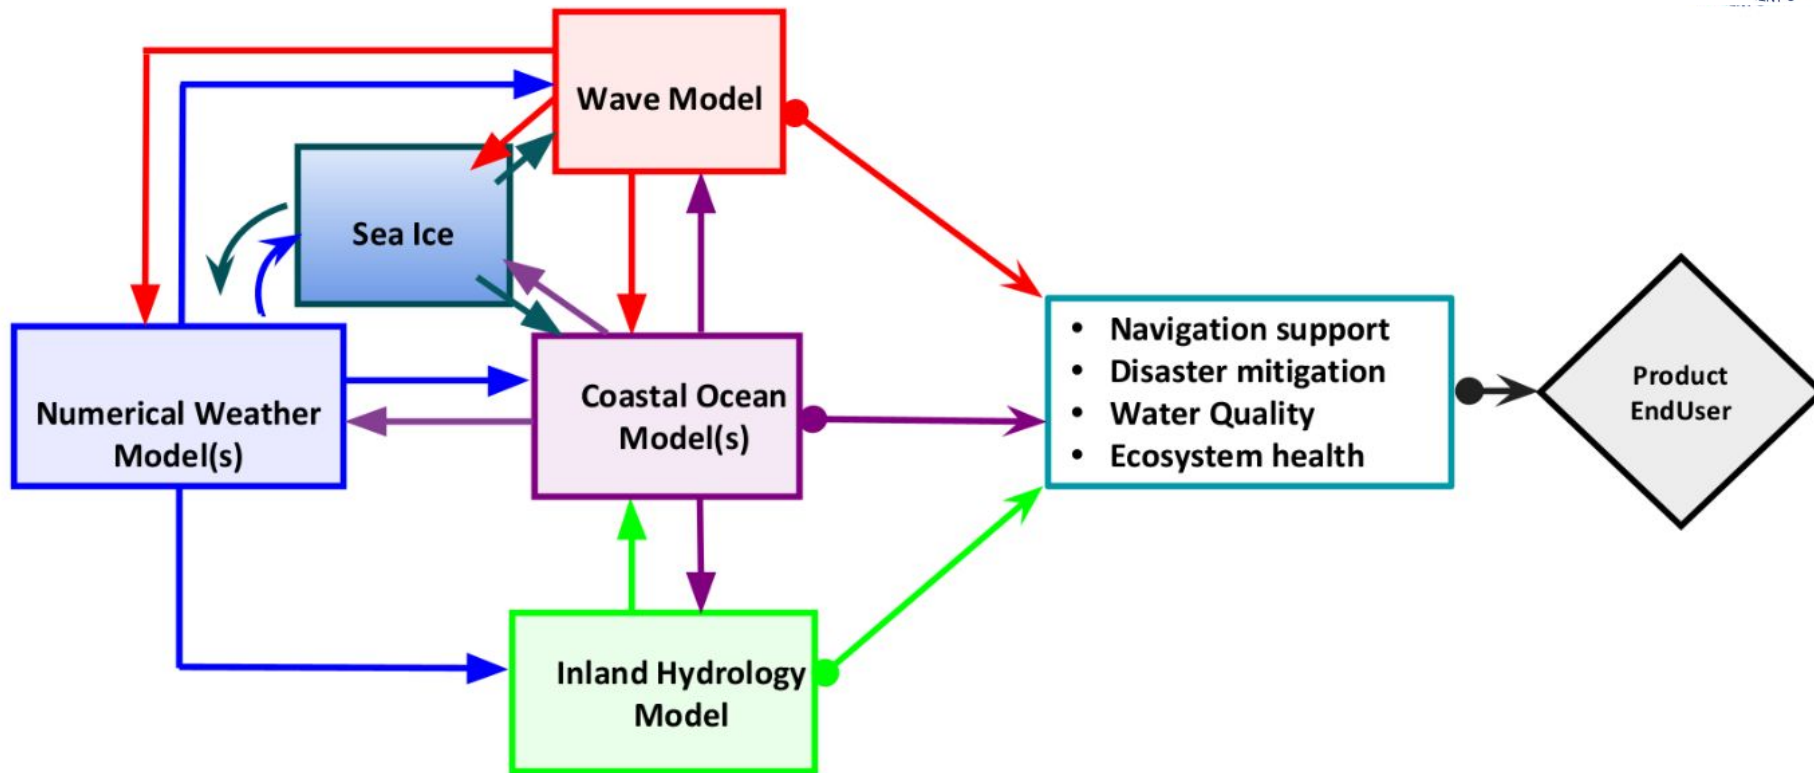 Wave Model
Sea Ice
Numerical Weather
Model(s)
Coastal Ocean
Model(s)
Inland Hydrology
Model
• Navigation support
• Disaster mitigation
• Water Quality
• Ecosystem health
Product
EndUser